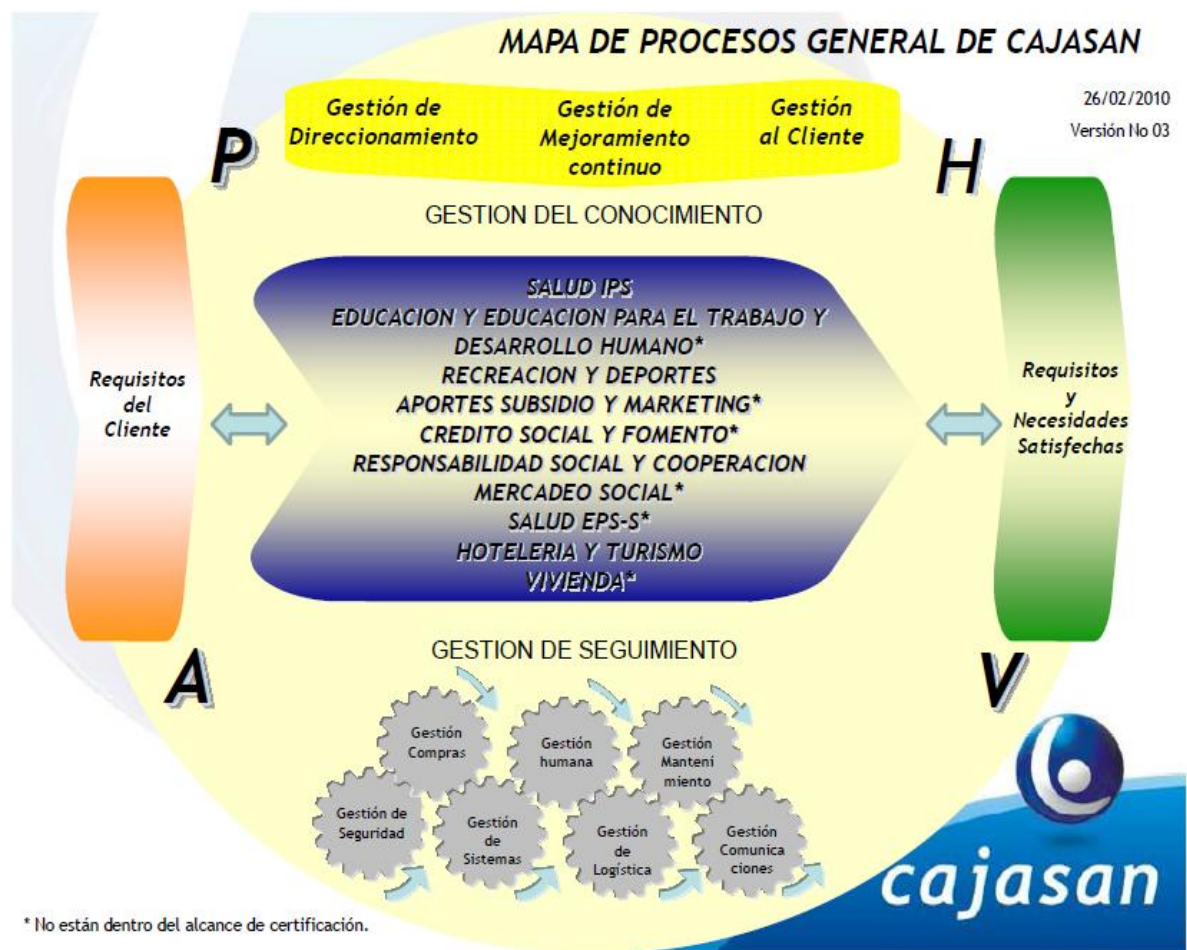 MAPA DE PROCESOS GENERAL DE CAJASAN
26/02/2010
Versión No 03
P
Gestión de
Direccionamiento
Gestión de
Mejoramiento
continuo
Gestión
al Cliente
H
GESTION DEL CONOCIMIENTO
Requisitos
del
Cliente
SALUD IPS
EDUCACION Y EDUCACION PARA EL TRABAJO Y
DESARROLLO HUMANO*
RECREACION Y DEPORTES
APORTES SUBSIDIO Y MARKETING*
CREDITO SOCIAL Y FOMENTO*
RESPONSABILIDAD SOCIAL Y COOPERACION
MERCADEO SOCIAL*
SALUD EPS-S*
HOTELERIA Y TURISMO
VIVIENDA*
Requisitos
y
Necesidades
Satisfechas
GESTION DE SEGUIMIENTO
A
V
Gestión
Compras
Gestión
humana
Gestión
Manteni
miento
Gestión de
Seguridad
Gestión
de
Sistemas
Gestión
de
Logística
Gestión
Comunica
ciones
cajasan
* No están dentro del alcance de certificación.